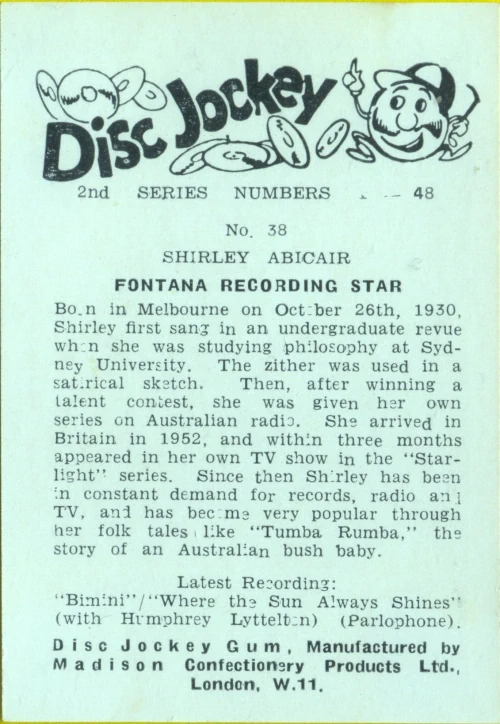 Disc Jockey
2nd SERIES NUMBERS -- 48
No. 38
SHIRLEY ABICAIR
FONTANA RECORDING STAR
Born in Melbourne on October 26th, 1930,
Shirley first sang in an undergraduate revue
when she was studying philosophy at Syd-
ney University. The zither was used in a
satirical sketch. Then, after winning a
talent contest, she was given her own
series on Australian radio. She arrived in
Britain in 1952, and within three months
appeared in her own TV show in the "Star-
light" series. Since then Shirley has been
in constant demand for records, radio and
TV, and has become very popular through
her folk tales like "Tumba Rumba," the
story of an Australian bush baby.
Latest Recording:
"Bimini"/"Where the Sun Always Shines"
(with Humphrey Lyttelton) (Parlophone).
Disc Jockey Gum, Manufactured by
Madison Confectionery Products Ltd.,
London, W.11.